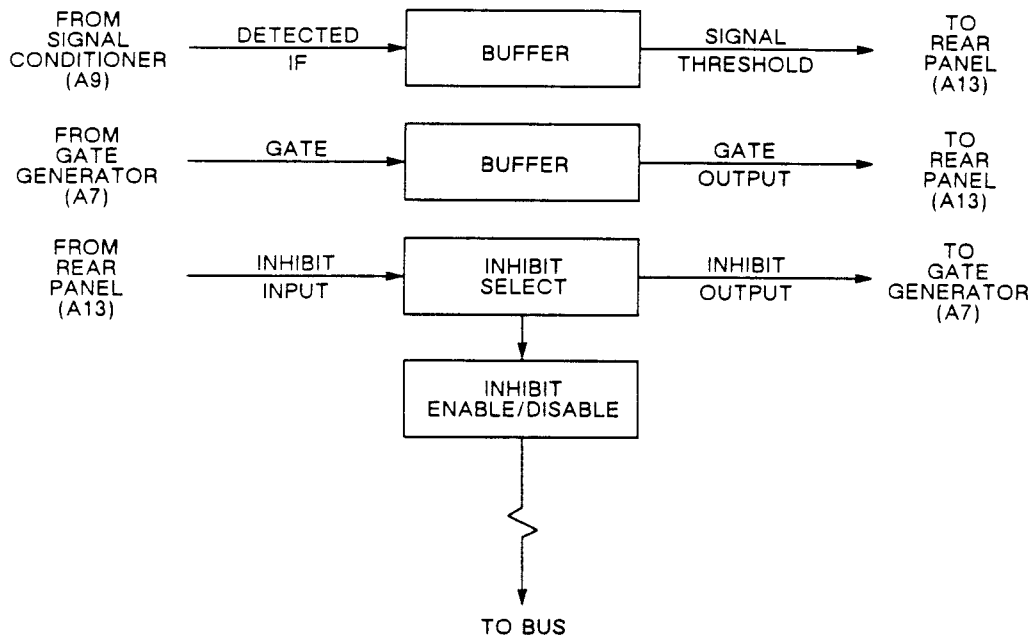 FROM
SIGNAL
CONDITIONER
(A9)
DETECTED
IF
BUFFER
SIGNAL
THRESHOLD
TO
REAR
PANEL
(A13)
FROM
GATE
GENERATOR
(A7)
GATE
BUFFER
GATE
OUTPUT
TO
REAR
PANEL
(A13)
FROM
REAR
PANEL
(A13)
INHIBIT
INPUT
INHIBIT
SELECT
INHIBIT
OUTPUT
TO
GATE
GENERATOR
(A7)
INHIBIT
ENABLE/DISABLE
TO BUS